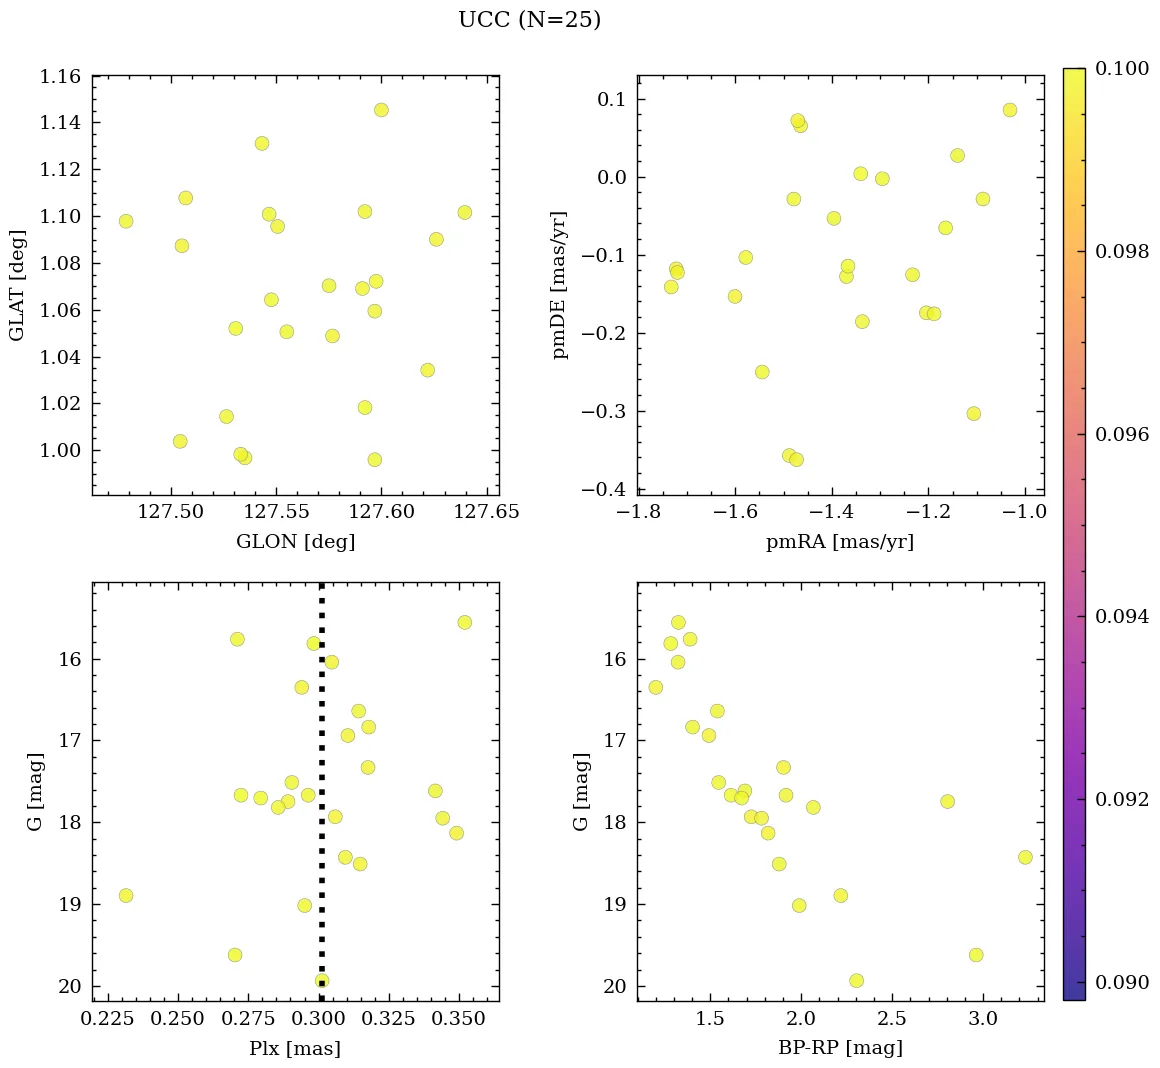 UCC (N=25)
1.16
1.14
1.12
1.10
1.08
1.06
1.04
1.02
1.00
GLAT [deg]
127.50 127.55 127.60 127.65
GLON [deg]
0.1
0.0
−0.1
−0.2
−0.3
−0.4
pmDE [mas/yr]
−1.8 −1.6 −1.4 −1.2 −1.0
pmRA [mas/yr]
16
17
18
19
20
G [mag]
0.225 0.250 0.275 0.300 0.325 0.350
Plx [mas]
16
17
18
19
20
G [mag]
1.5 2.0 2.5 3.0
BP-RP [mag]
0.100
0.098
0.096
0.094
0.092
0.090